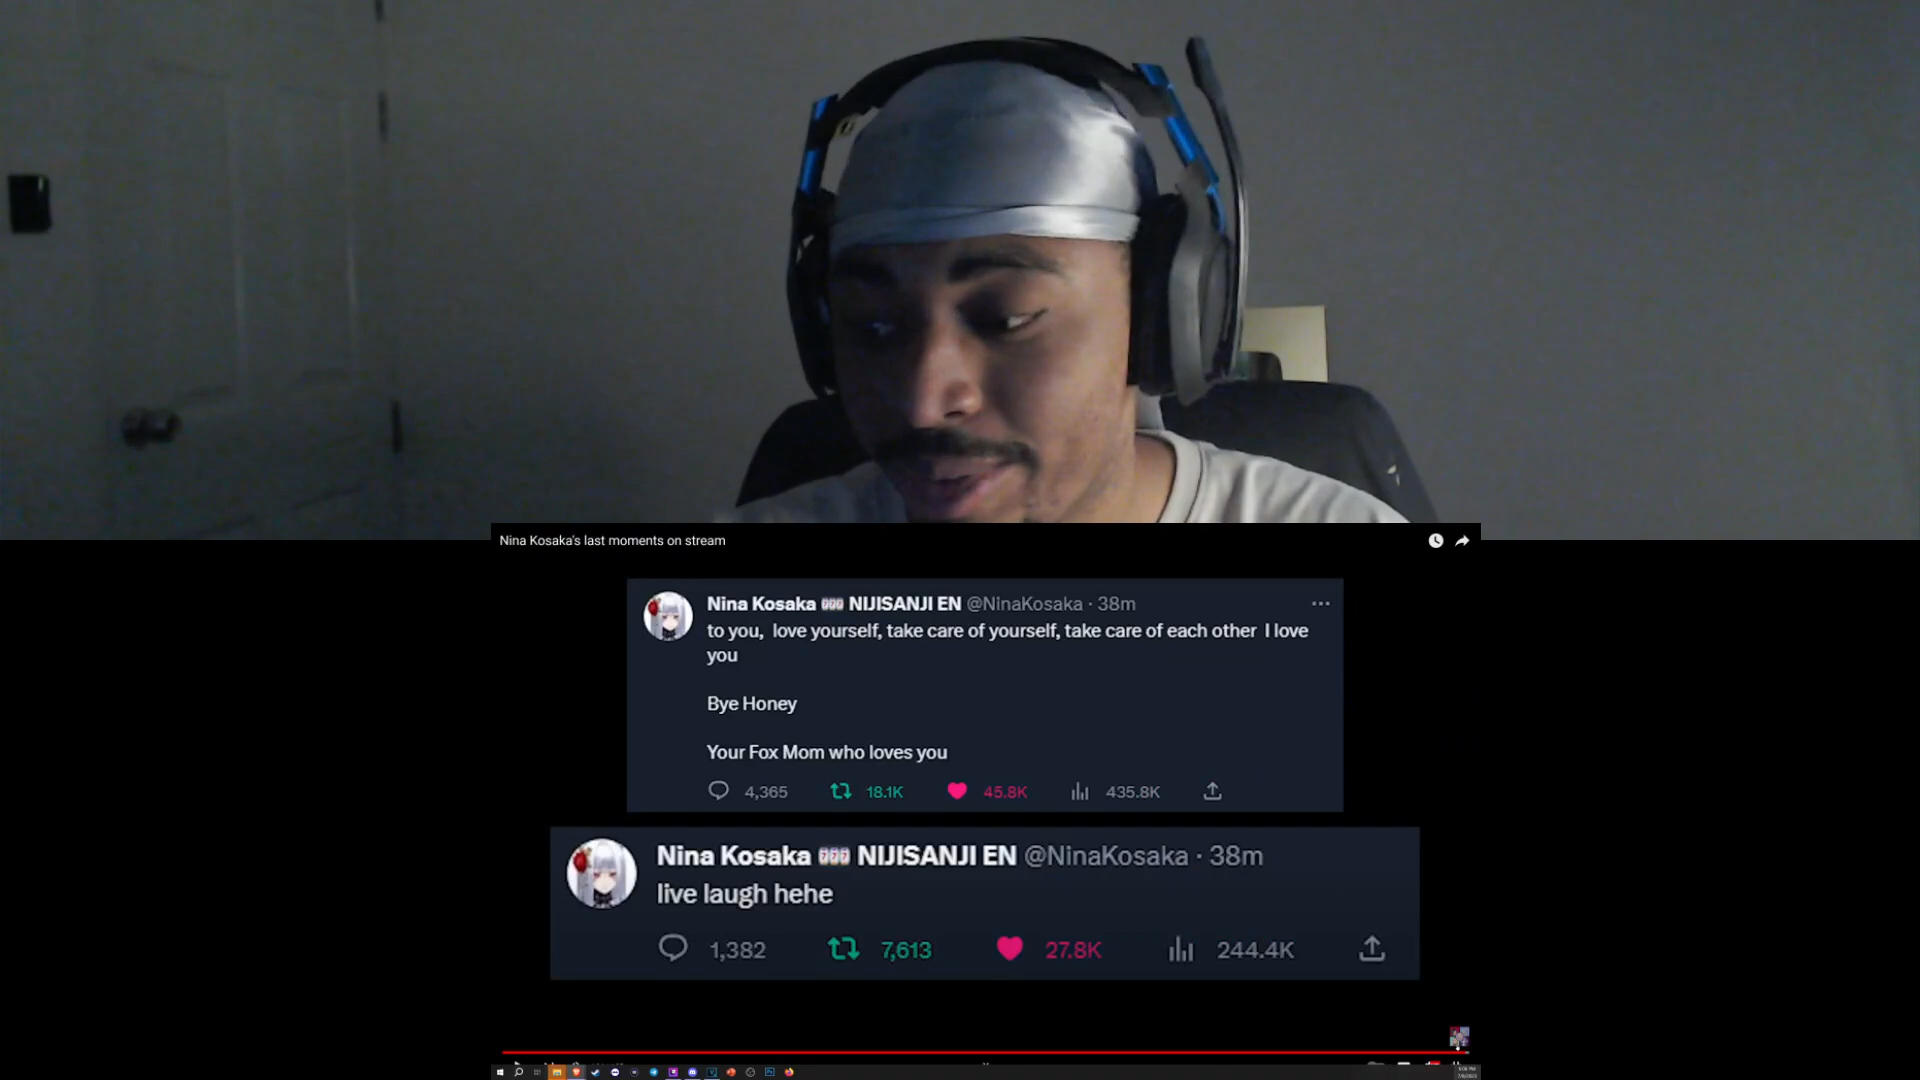 Nina Kosaka's last moments on stream
Nina Kosaka 777 NIJISANJI EN @NinaKosaka · 38m
to you, love yourself, take care of yourself, take care of each other I love
you
Bye Honey
Your Fox Mom who loves you
4,365 18.1K 45.8K 435.8K
Nina Kosaka 777 NIJISANJI EN @NinaKosaka · 38m
live laugh hehe
1,382 7,613 27.8K 244.4K